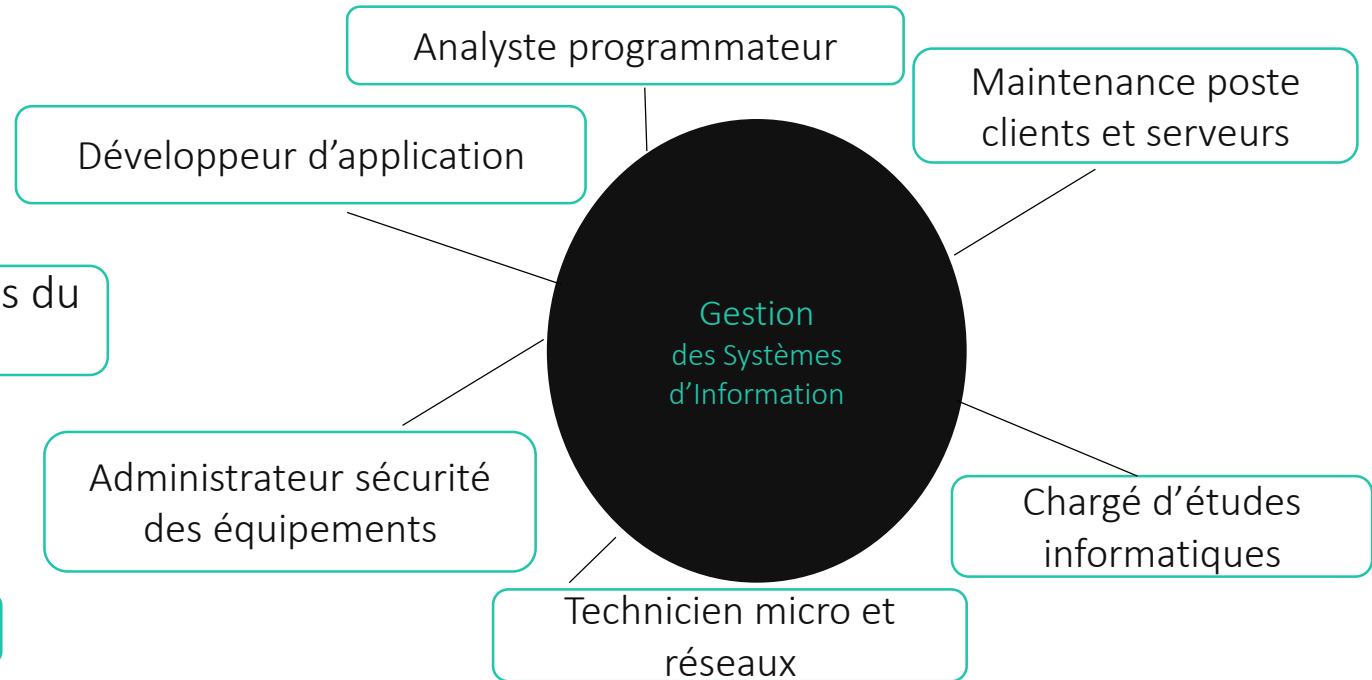 Analyste programmateur
Maintenance poste
clients et serveurs
Développeur d’application
s du
Gestion
des Systèmes
d’Information
Administrateur sécurité
des équipements
Chargé d’études
informatiques
Technicien micro et
réseaux